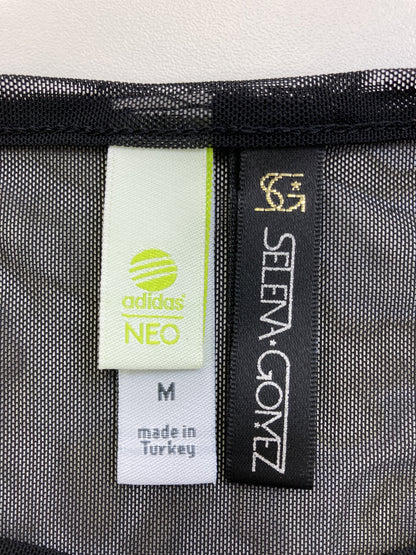 adidas
NEO
M
made in
Turkey
SG
SELENA★GOMEZ